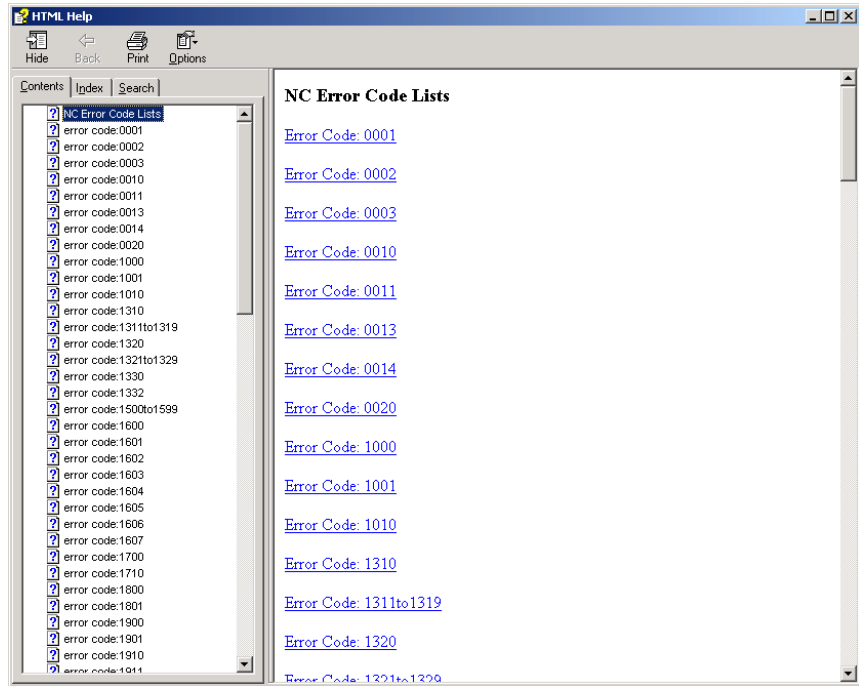 HTML Help
Hide Back Print Options
Contents Index Search
NC Error Code Lists
error code:0001
error code:0002
error code:0003
error code:0010
error code:0011
error code:0013
error code:0014
error code:0020
error code:1000
error code:1001
error code:1010
error code:1310
error code:1311to1319
error code:1320
error code:1321to1329
error code:1330
error code:1332
error code:1500to1599
error code:1600
error code:1601
error code:1602
error code:1603
error code:1604
error code:1605
error code:1606
error code:1607
error code:1700
error code:1710
error code:1800
error code:1801
error code:1900
error code:1901
error code:1910
error code:1911
NC Error Code Lists
Error Code: 0001
Error Code: 0002
Error Code: 0003
Error Code: 0010
Error Code: 0011
Error Code: 0013
Error Code: 0014
Error Code: 0020
Error Code: 1000
Error Code: 1001
Error Code: 1010
Error Code: 1310
Error Code: 1311to1319
Error Code: 1320
Error Code: 1321to1329